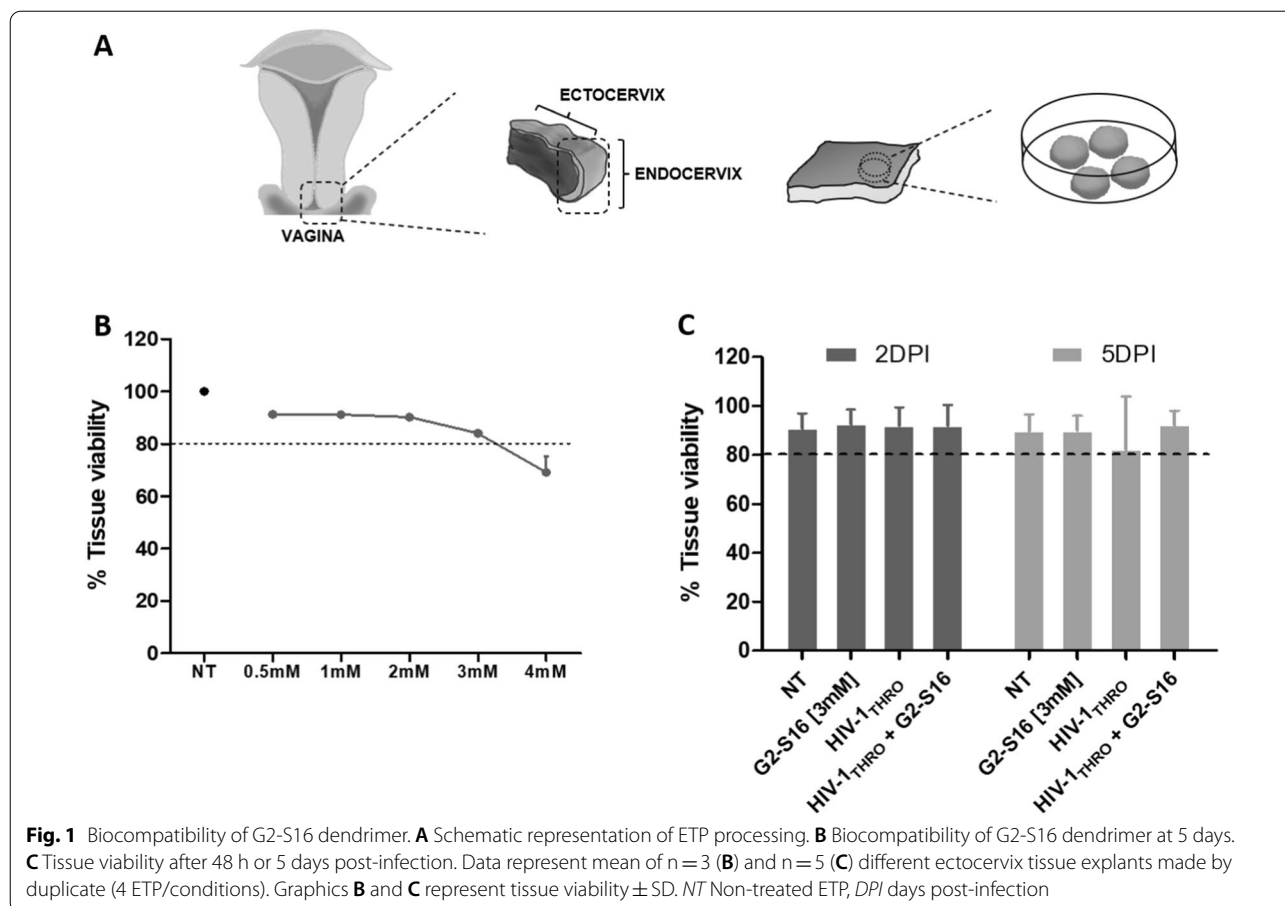 A
ECTOCERVIX
ENDOCERVIX
VAGINA
B
% Tissue viability
120
100
80
60
40
20
0
NT 0.5mM 1mM 2mM 3mM 4mM
C
2DPI 5DPI
% Tissue viability
120
100
80
60
40
20
0
NT
G2-S16 [3mM]
HIV-1THRO
HIV-1THRO + G2-S16
NT
G2-S16 [3mM]
HIV-1THRO
HIV-1THRO + G2-S16
Fig. 1 Biocompatibility of G2-S16 dendrimer. A Schematic representation of ETP processing. B Biocompatibility of G2-S16 dendrimer at 5 days.
C Tissue viability after 48 h or 5 days post-infection. Data represent mean of n = 3 (B) and n = 5 (C) different ectocervix tissue explants made by
duplicate (4 ETP/conditions). Graphics B and C represent tissue viability ± SD. NT Non-treated ETP, DPI days post-infection